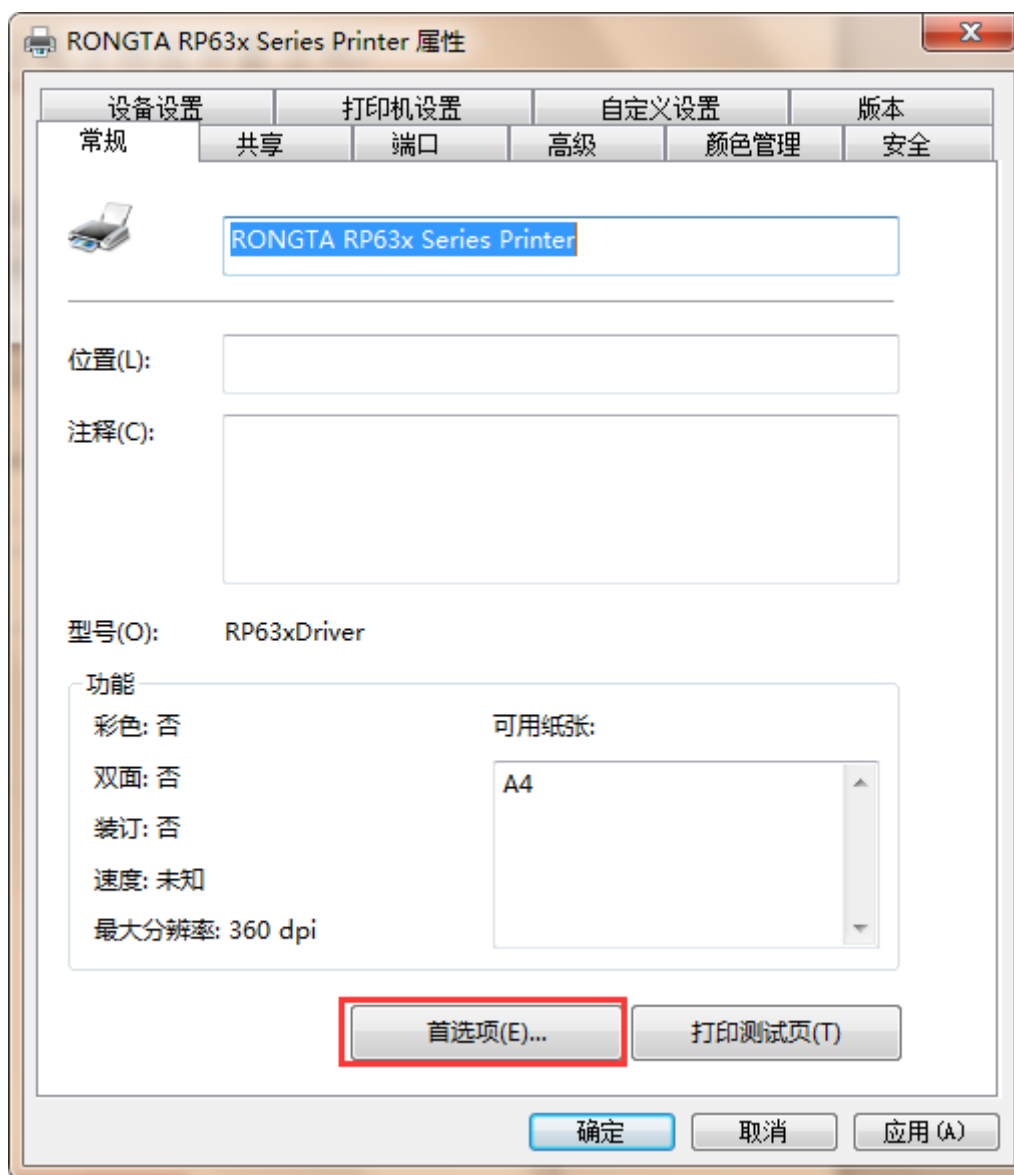 RONGTA RP63x Series Printer 属性
设备设置 打印机设置 自定义设置 版本
常规 共享 端口 高级 颜色管理 安全
RONGTA RP63x Series Printer
位置(L):
注释(C):
型号(O): RP63xDriver
功能
彩色: 否 可用纸张:
双面: 否 A4
装订: 否
速度: 未知
最大分辨率: 360 dpi
首选项(E)... 打印测试页(T)
确定 取消 应用(A)